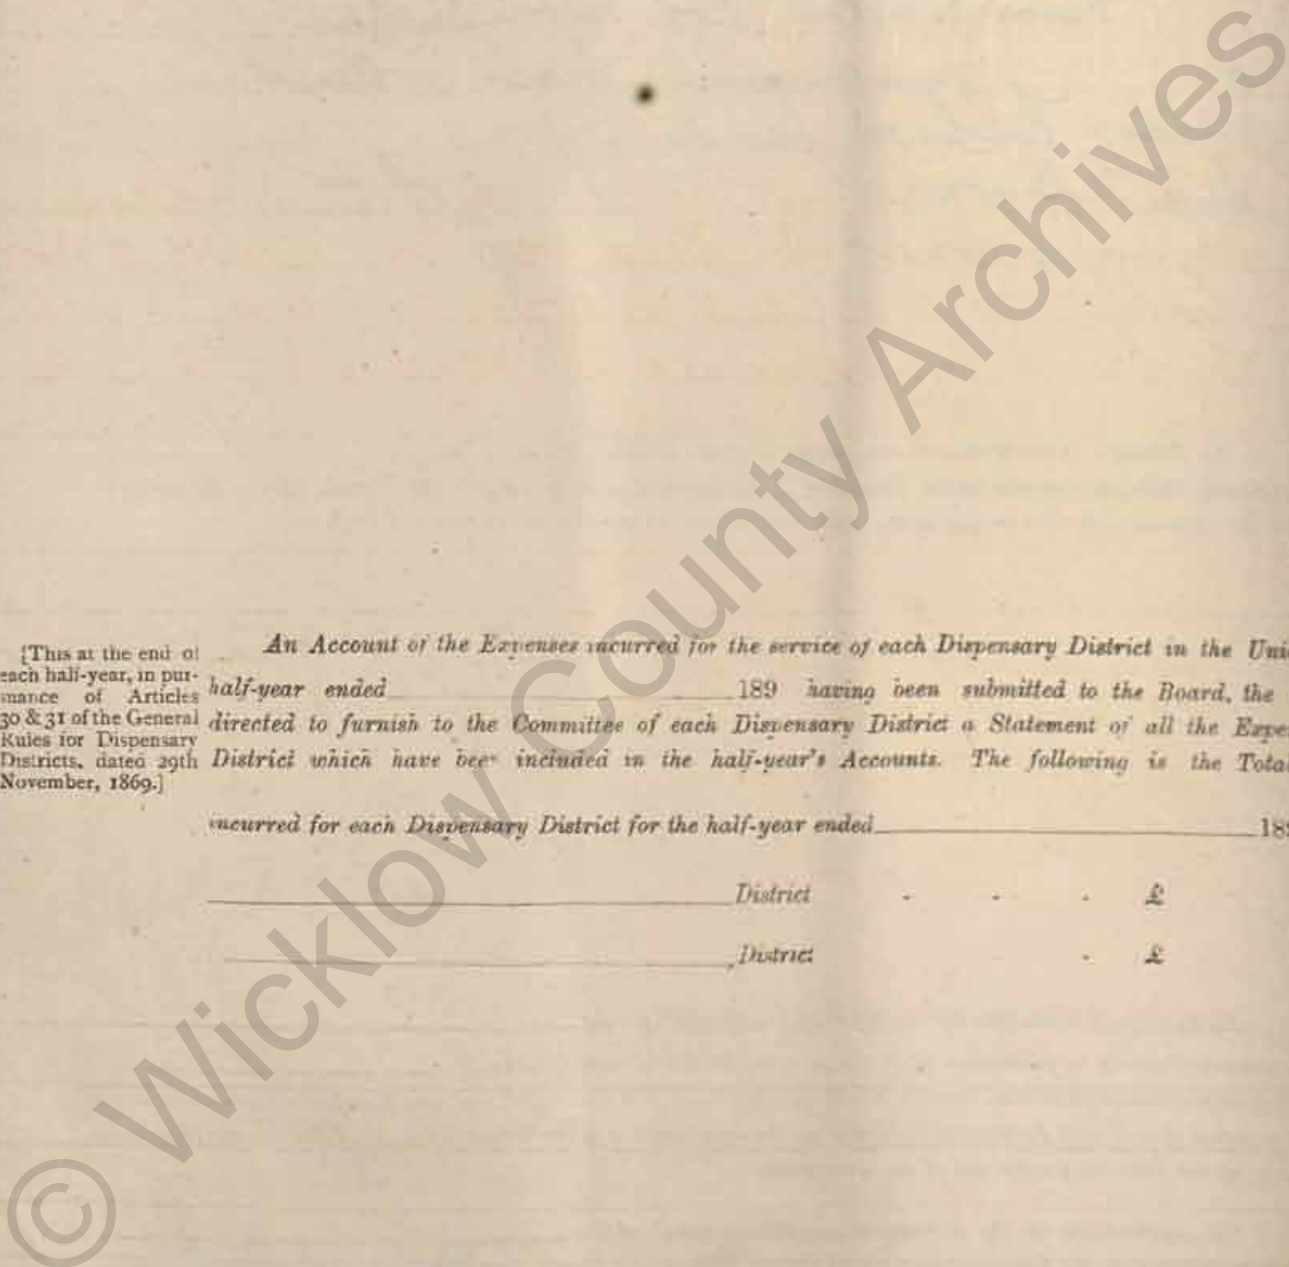 [This at the end of
each half-year, in pur-
suance of Articles
30 & 31 of the General
Rules for Dispensary
Districts, dated 29th
November, 1869.]
An Account of the Expenses incurred for the service of each Dispensary District in the Uni
half-year ended 189 having been submitted to the Board, the
directed to furnish to the Committee of each Dispensary District a Statement of all the Expe
District which have been included in the half-year's Accounts. The following is the Tota
incurred for each Dispensary District for the half-year ended 189
District - - - £
District - £
© Wicklow County Archives